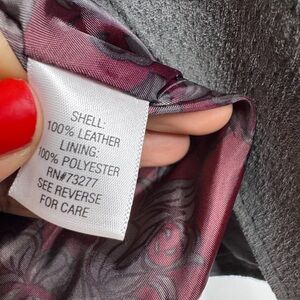 SHELL:
100% LEATHER
LINING:
100% POLYESTER
RN#73277
SEE REVERSE
FOR CARE